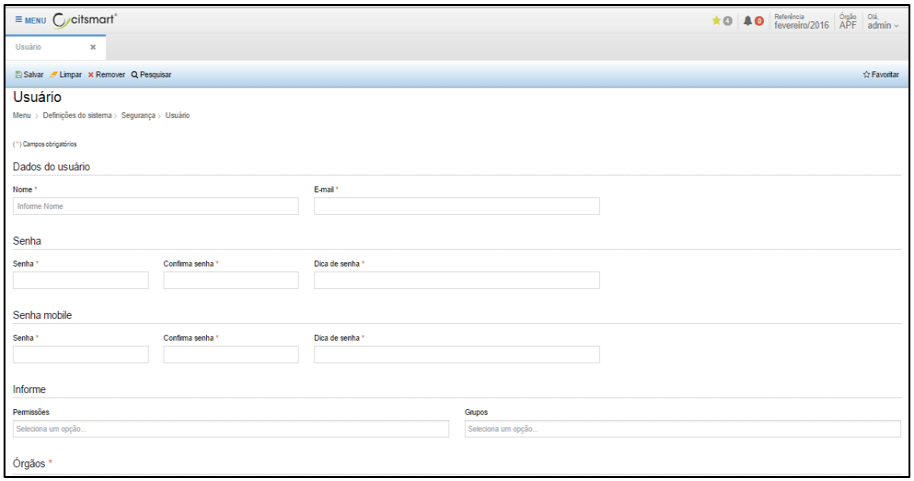 ≡ MENU citsmart
★ 4 0 Referência fevereiro/2016 Órgão APF Olá, admin
Usuário ×
Salvar Limpar × Remover Pesquisar ☆ Favoritar
Usuário
Menu > Definições do sistema > Segurança > Usuário
(*) Campos obrigatórios
Dados do usuário
Nome * E-mail *
Informe Nome
Senha
Senha * Confirma senha * Dica de senha *
Senha mobile
Senha * Confirma senha * Dica de senha *
Informe
Permissões Grupos
Seleciona um opção... Seleciona um opção...
Órgãos *